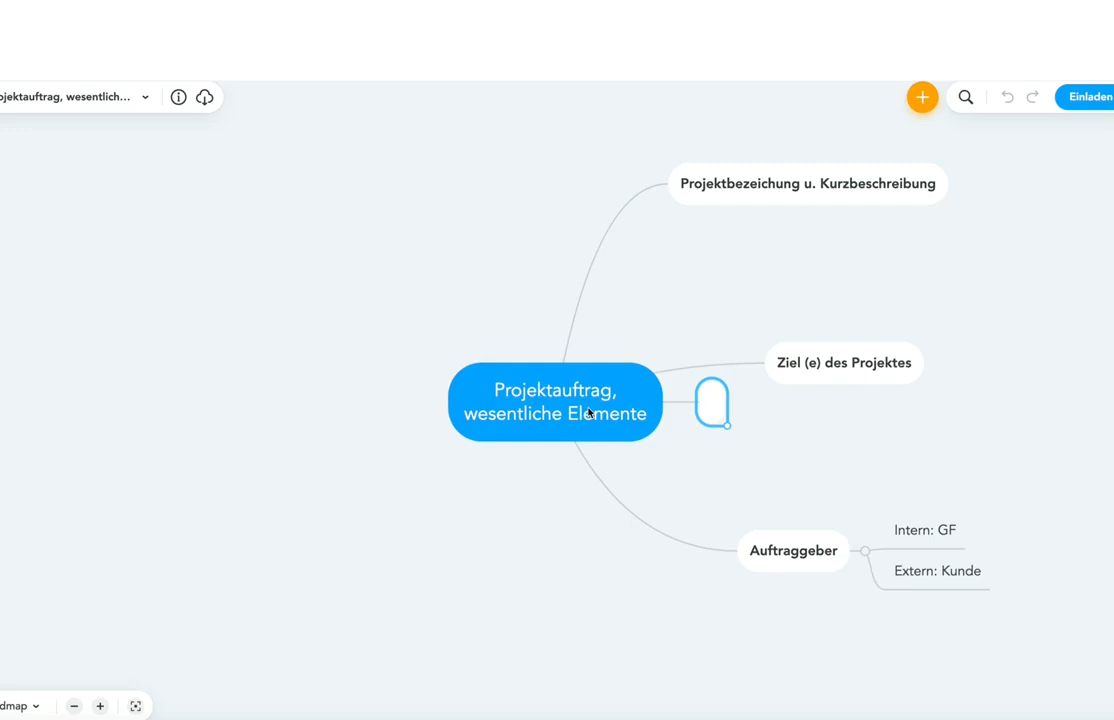 ojektauftrag, wesentlich...
Einladen
Projektbezeichung u. Kurzbeschreibung
Ziel (e) des Projektes
Projektauftrag,
wesentliche Elemente
Auftraggeber
Intern: GF
Extern: Kunde
dmap